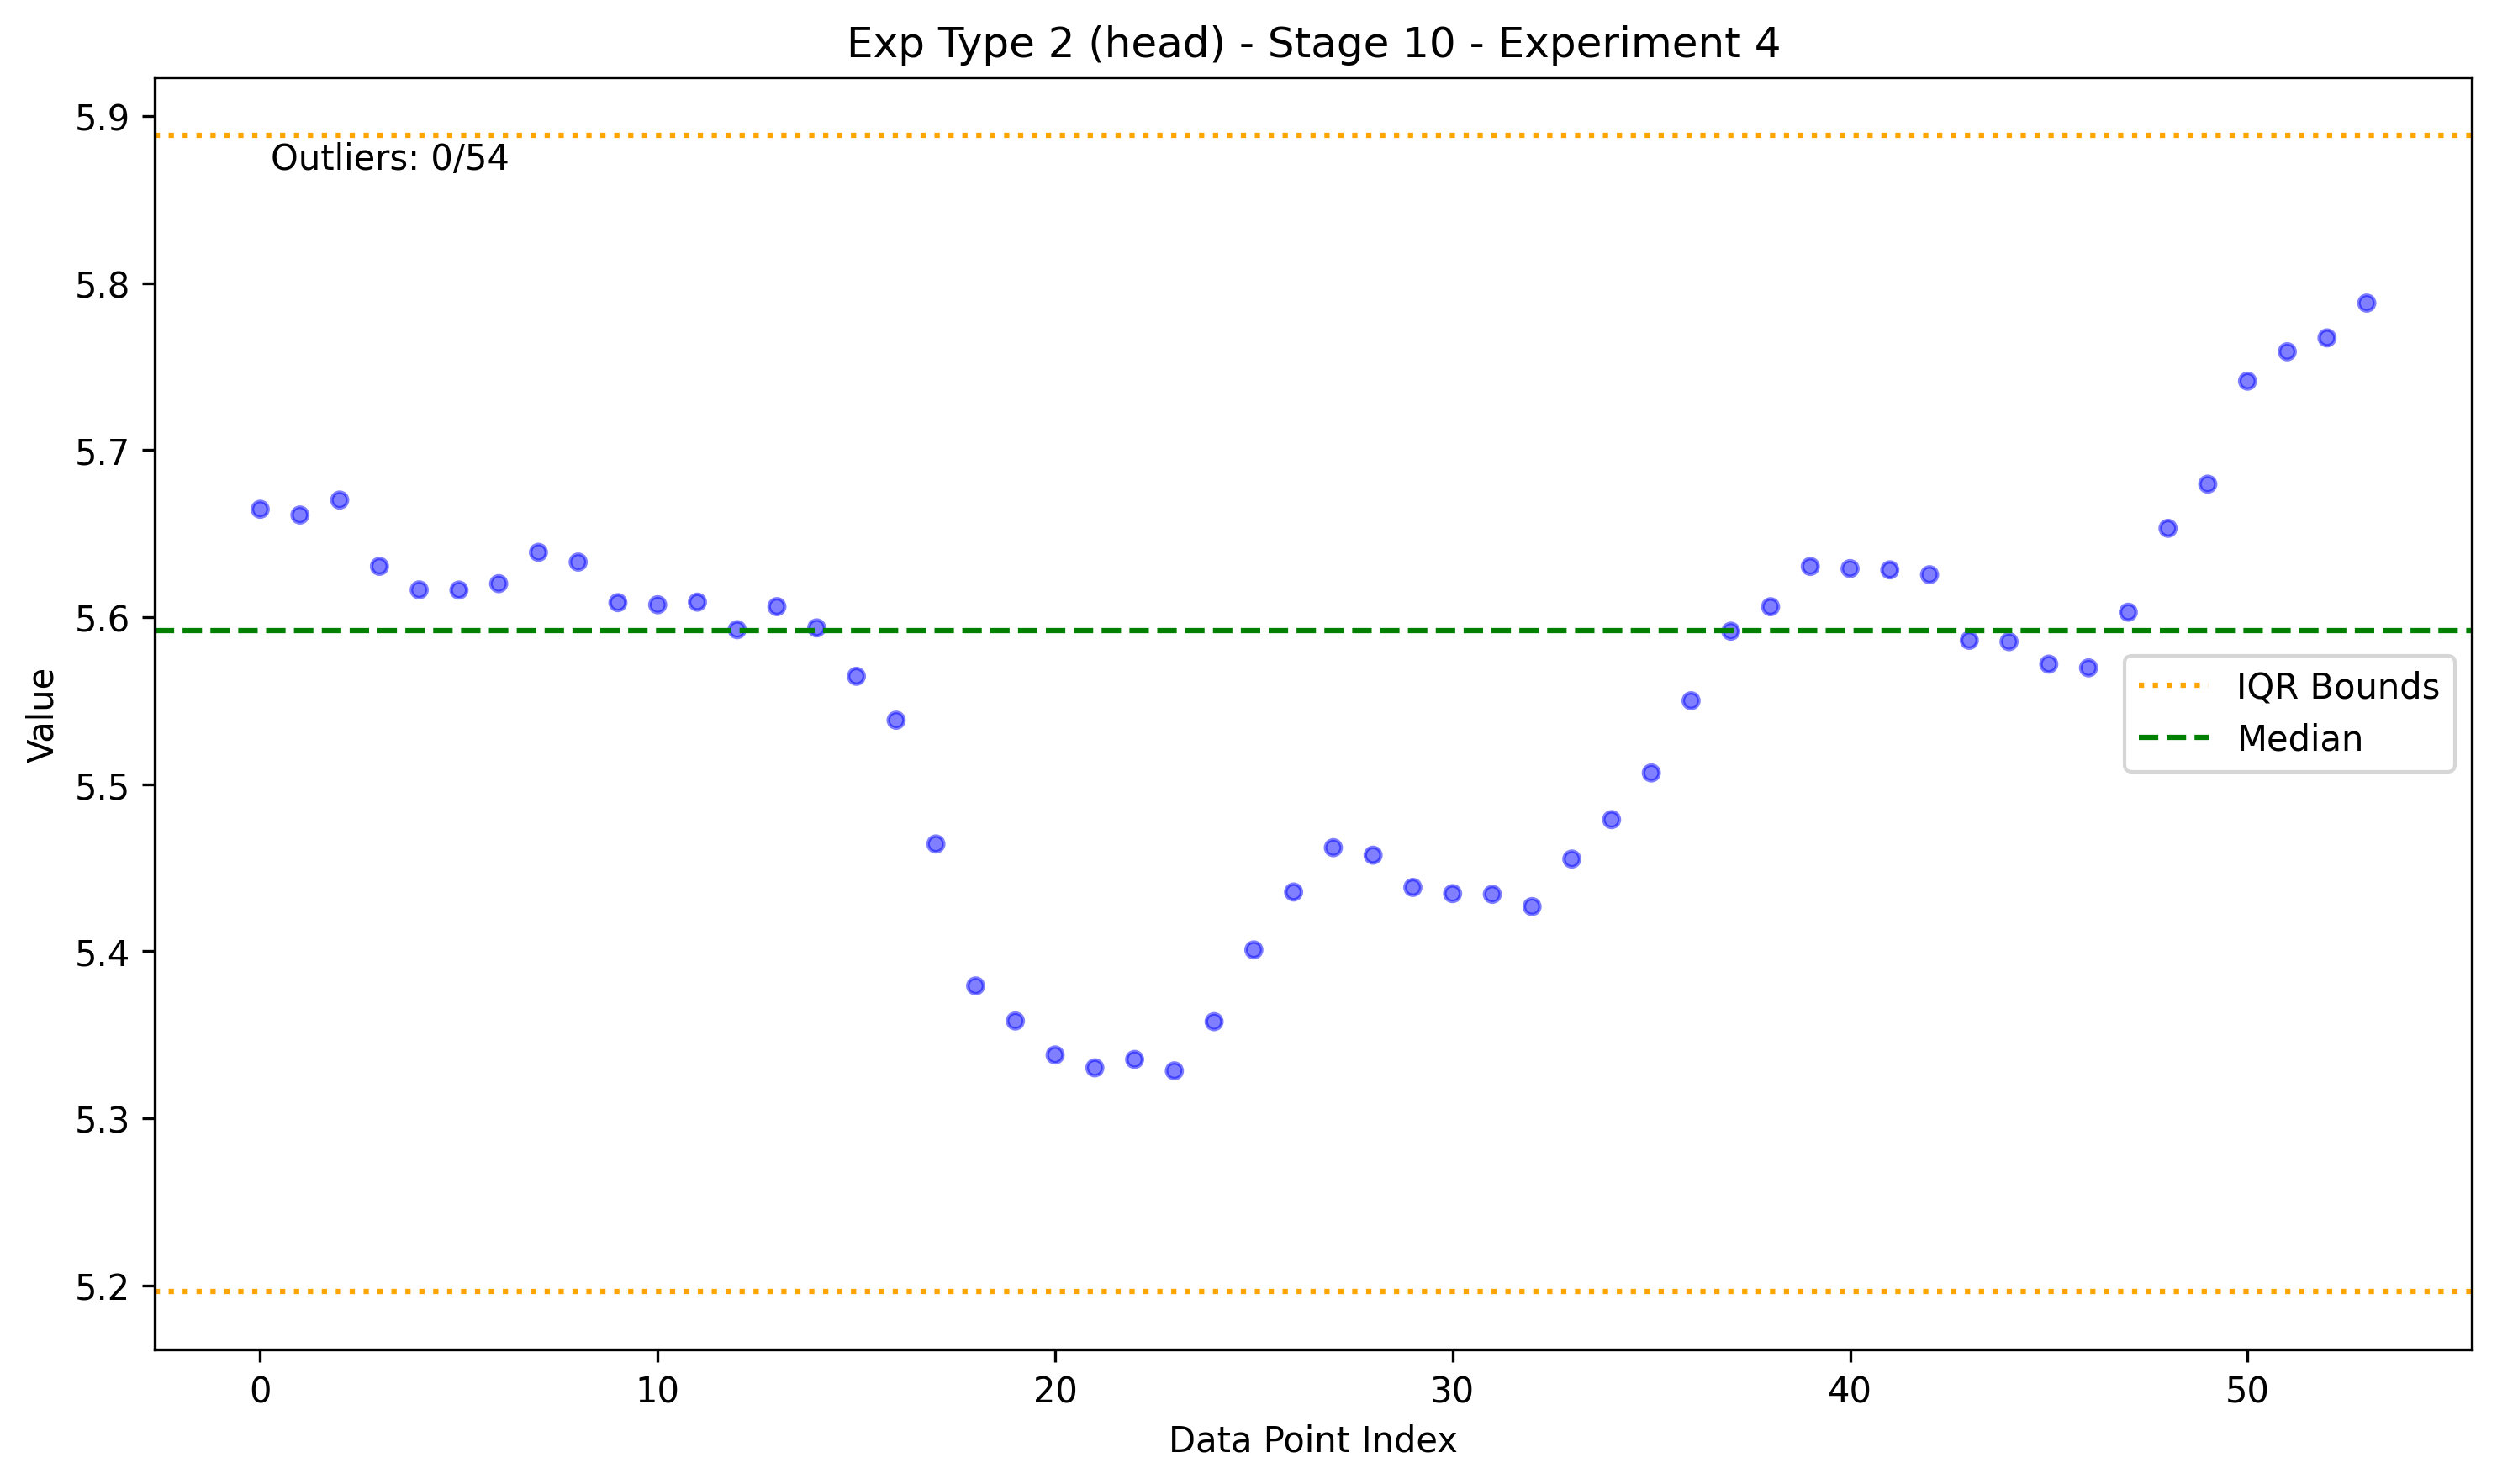 Exp Type 2 (head) - Stage 10 - Experiment 4
5.9
Outliers: 0/54
5.8
5.7
5.6
5.5
5.4
5.3
5.2
Value
IQR Bounds
Median
0 10 20 30 40 50
Data Point Index